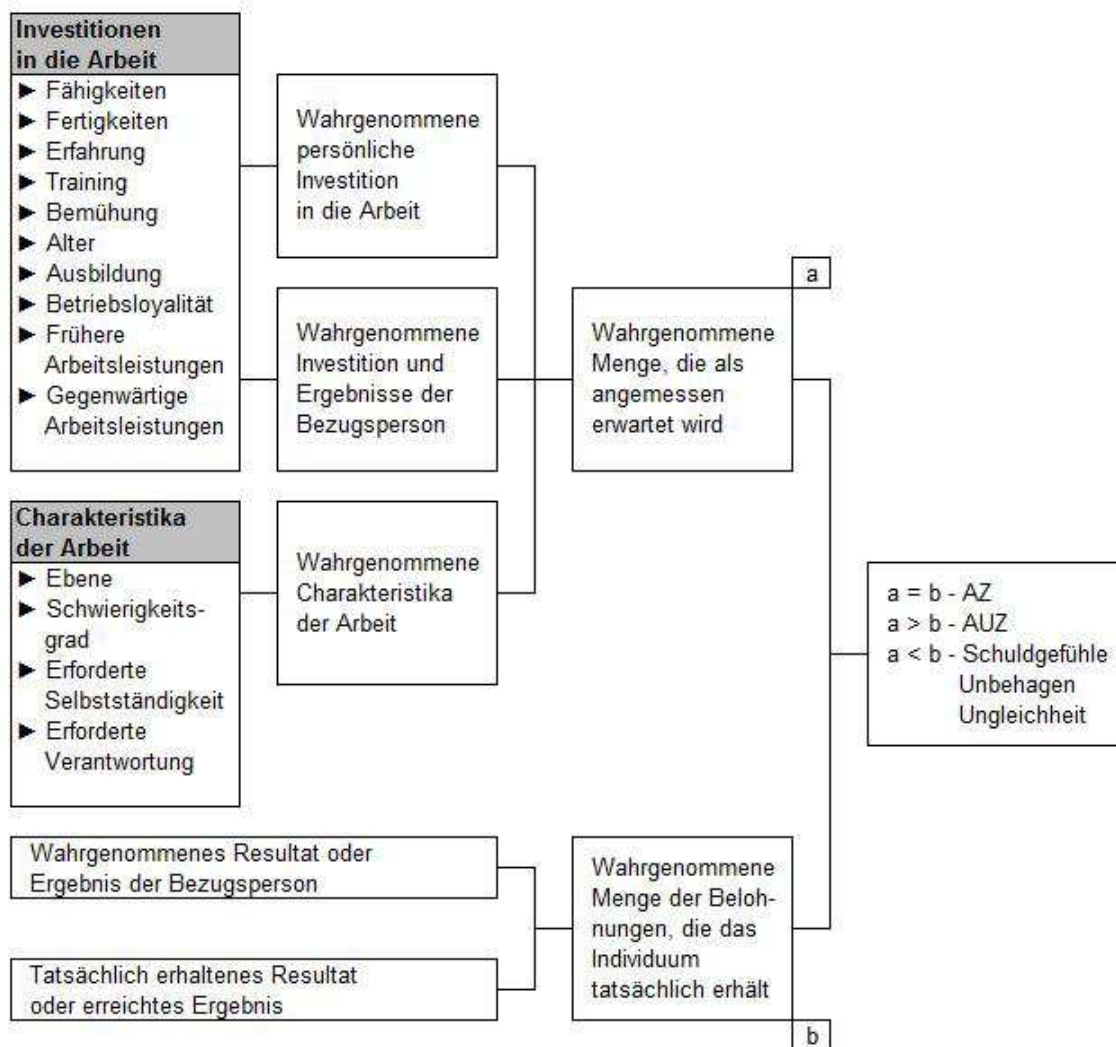 Investitionen
in die Arbeit
► Fähigkeiten
► Fertigkeiten
► Erfahrung
► Training
► Bemühung
► Alter
► Ausbildung
► Betriebsloyalität
► Frühere
Arbeitsleistungen
► Gegenwärtige
Arbeitsleistungen
Wahrgenommene
persönliche
Investition
in die Arbeit
Wahrgenommene
Investition und
Ergebnisse der
Bezugsperson
a
Wahrgenommene
Menge, die als
angemessen
erwartet wird
Charakteristika
der Arbeit
► Ebene
► Schwierigkeits-
grad
► Erforderte
Selbstständigkeit
► Erforderte
Verantwortung
Wahrgenommene
Charakteristika
der Arbeit
a = b - AZ
a > b - AUZ
a < b - Schuldgefühle
Unbehagen
Ungleichheit
Wahrgenommenes Resultat oder
Ergebnis der Bezugsperson
Tatsächlich erhaltenes Resultat
oder erreichtes Ergebnis
Wahrgenommene
Menge der Beloh-
nungen, die das
Individuum
tatsächlich erhält
b